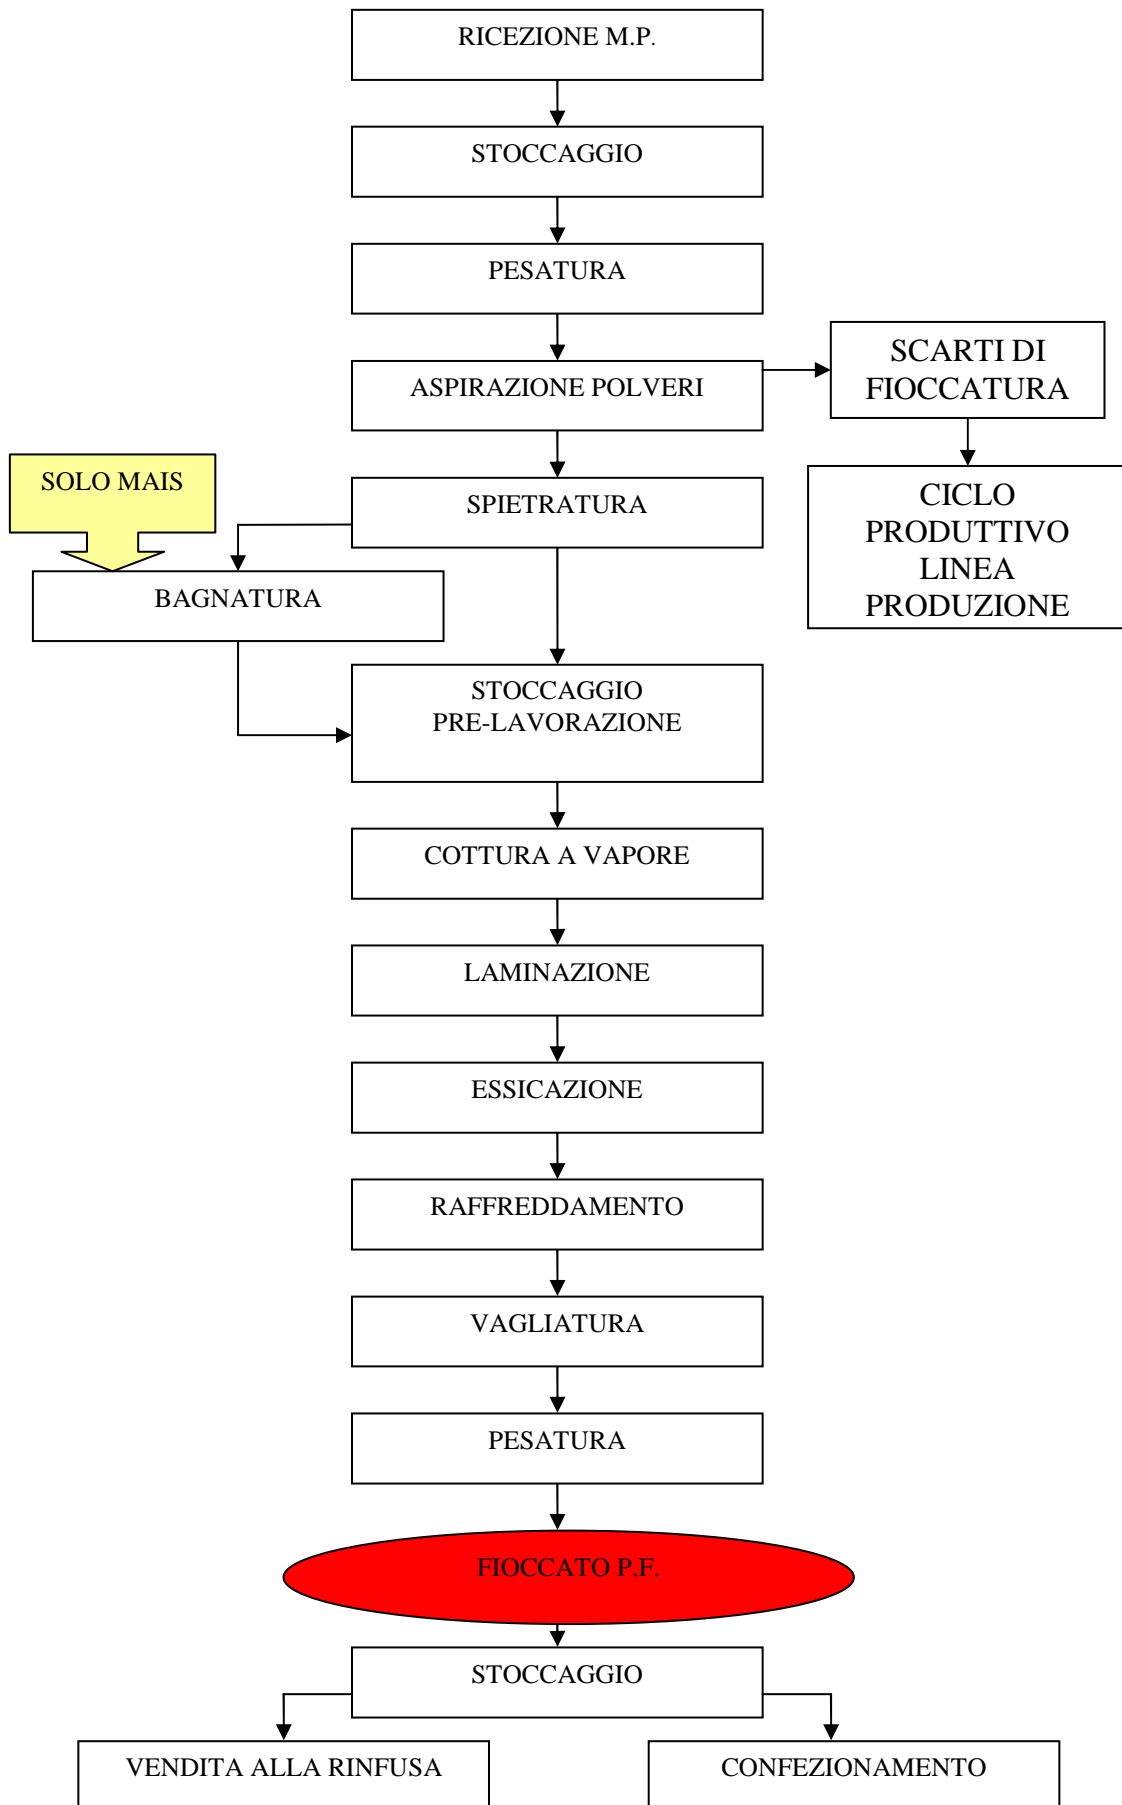 RICEZIONE M.P.
STOCCAGGIO
PESATURA
ASPIRAZIONE POLVERI
SCARTI DI
FIOCCATURA
CICLO
PRODUTTIVO
LINEA
PRODUZIONE
SOLO MAIS
SPIETRATURA
BAGNATURA
STOCCAGGIO
PRE-LAVORAZIONE
COTTURA A VAPORE
LAMINAZIONE
ESSICAZIONE
RAFFREDDAMENTO
VAGLIATURA
PESATURA
FIOCCATO P.F.
STOCCAGGIO
VENDITA ALLA RINFUSA
CONFEZIONAMENTO